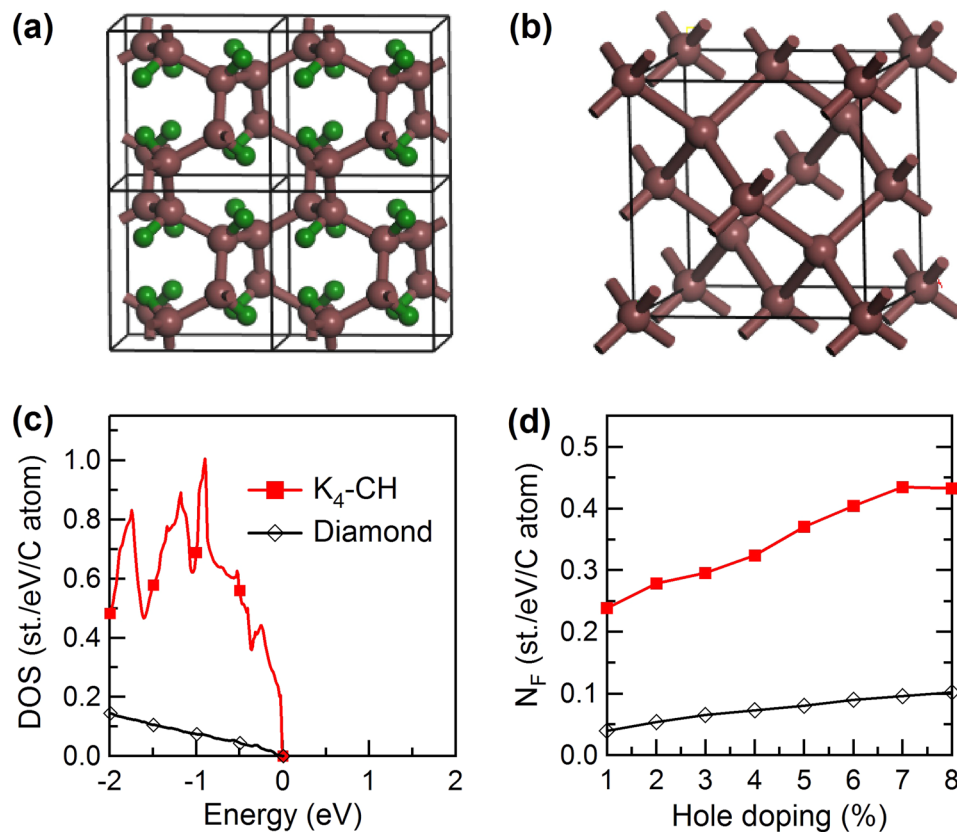 (a)
(b)
(c)
DOS (st./eV/C atom)
1.0
0.8
0.6
0.4
0.2
0.0
K₄-CH
Diamond
-2 -1 0 1 2
Energy (eV)
(d)
N_F (st./eV/C atom)
0.5
0.4
0.3
0.2
0.1
0.0
1 2 3 4 5 6 7 8
Hole doping (%)